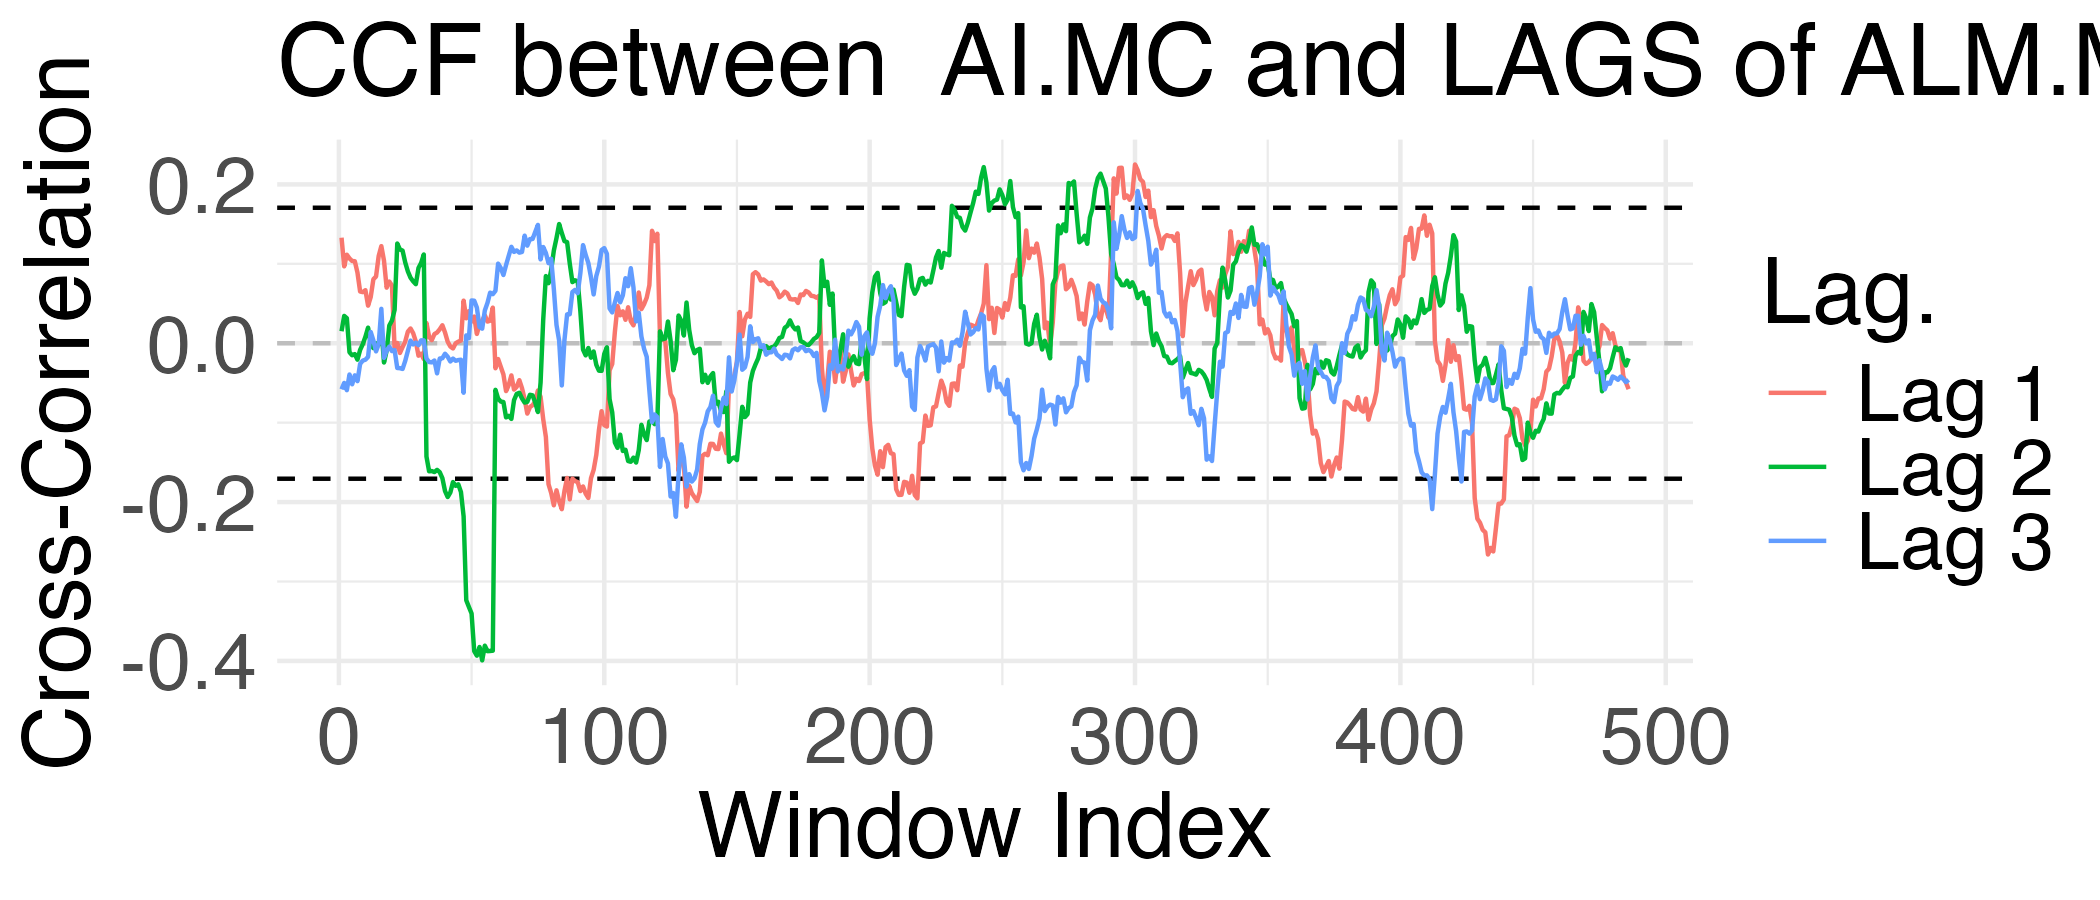 CCF between  AI.MC and LAGS of ALM.M
Cross-Correlation
0.2
0.0
-0.2
-0.4
0 100 200 300 400 500
Window Index
Lag.
Lag 1
Lag 2
Lag 3